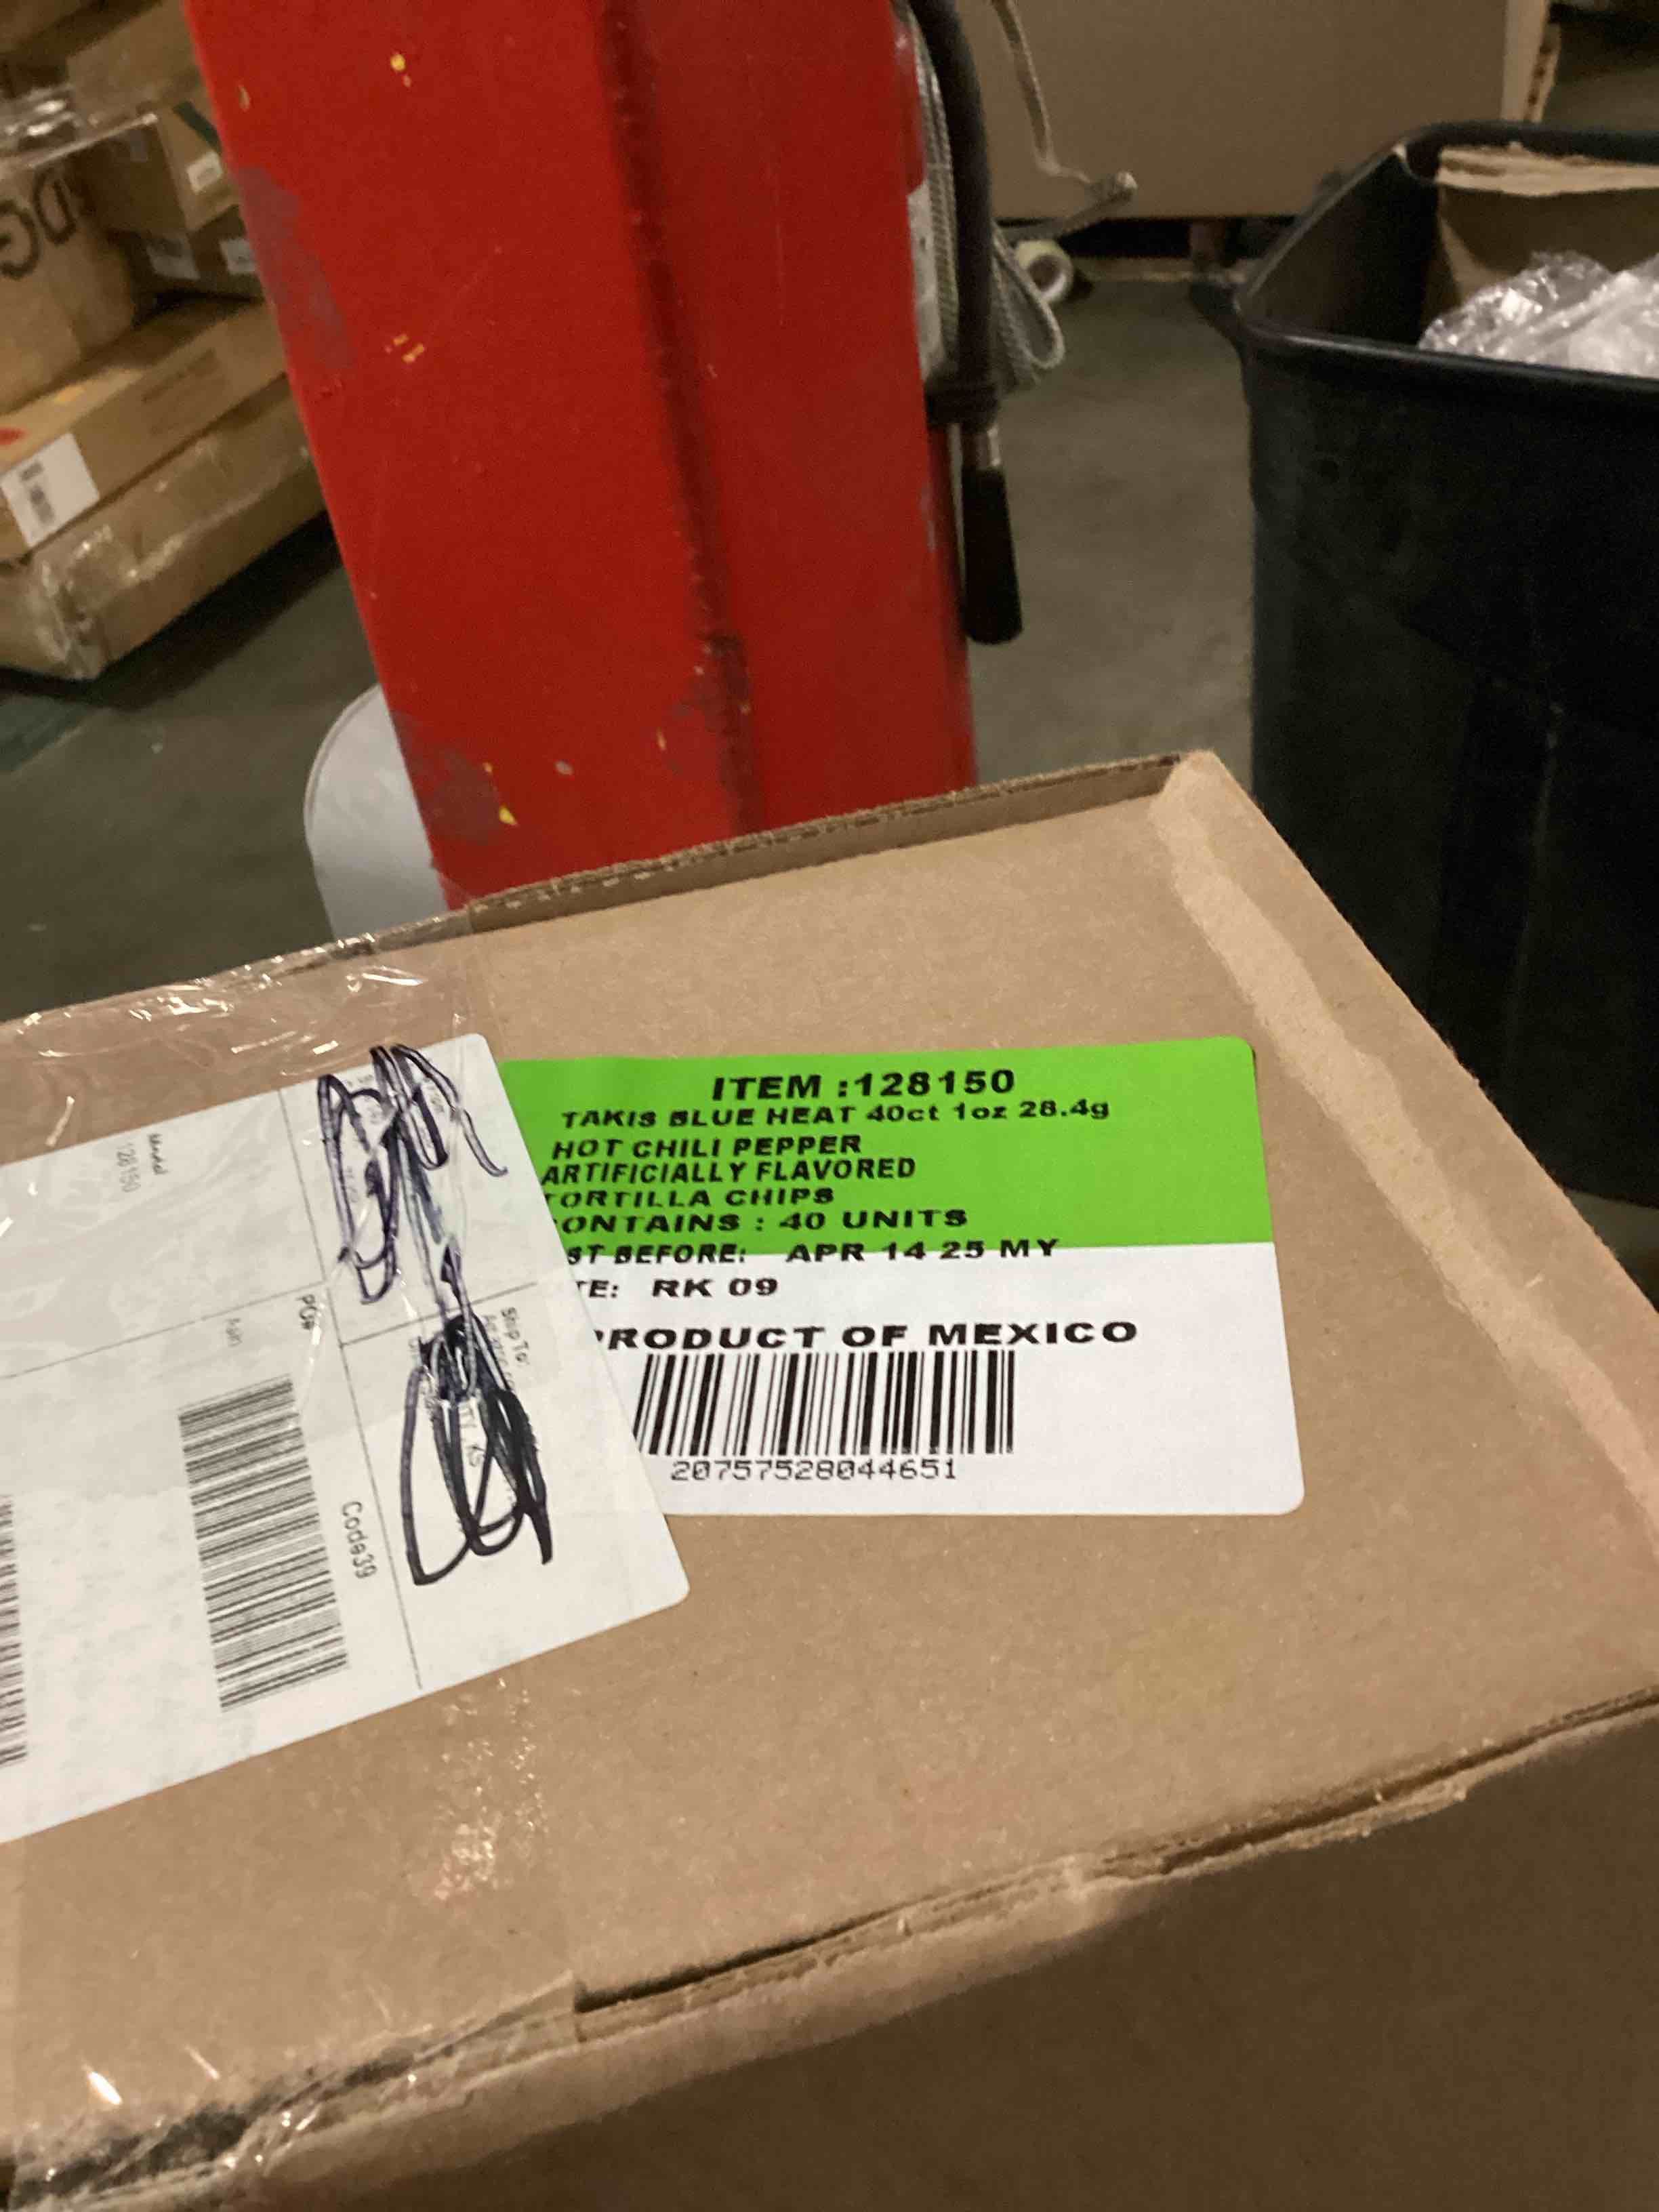 ITEM :128150
TAKIS BLUE HEAT 40ct 1oz 28.4g
HOT CHILI PEPPER
ARTIFICIALLY FLAVORED
TORTILLA CHIPS
ONTAINS : 40 UNITS
ST BEFORE: APR 14 25 MY
TE: RK 09
PRODUCT OF MEXICO
20757528044651
Ship To:
PO#
Code39
128150